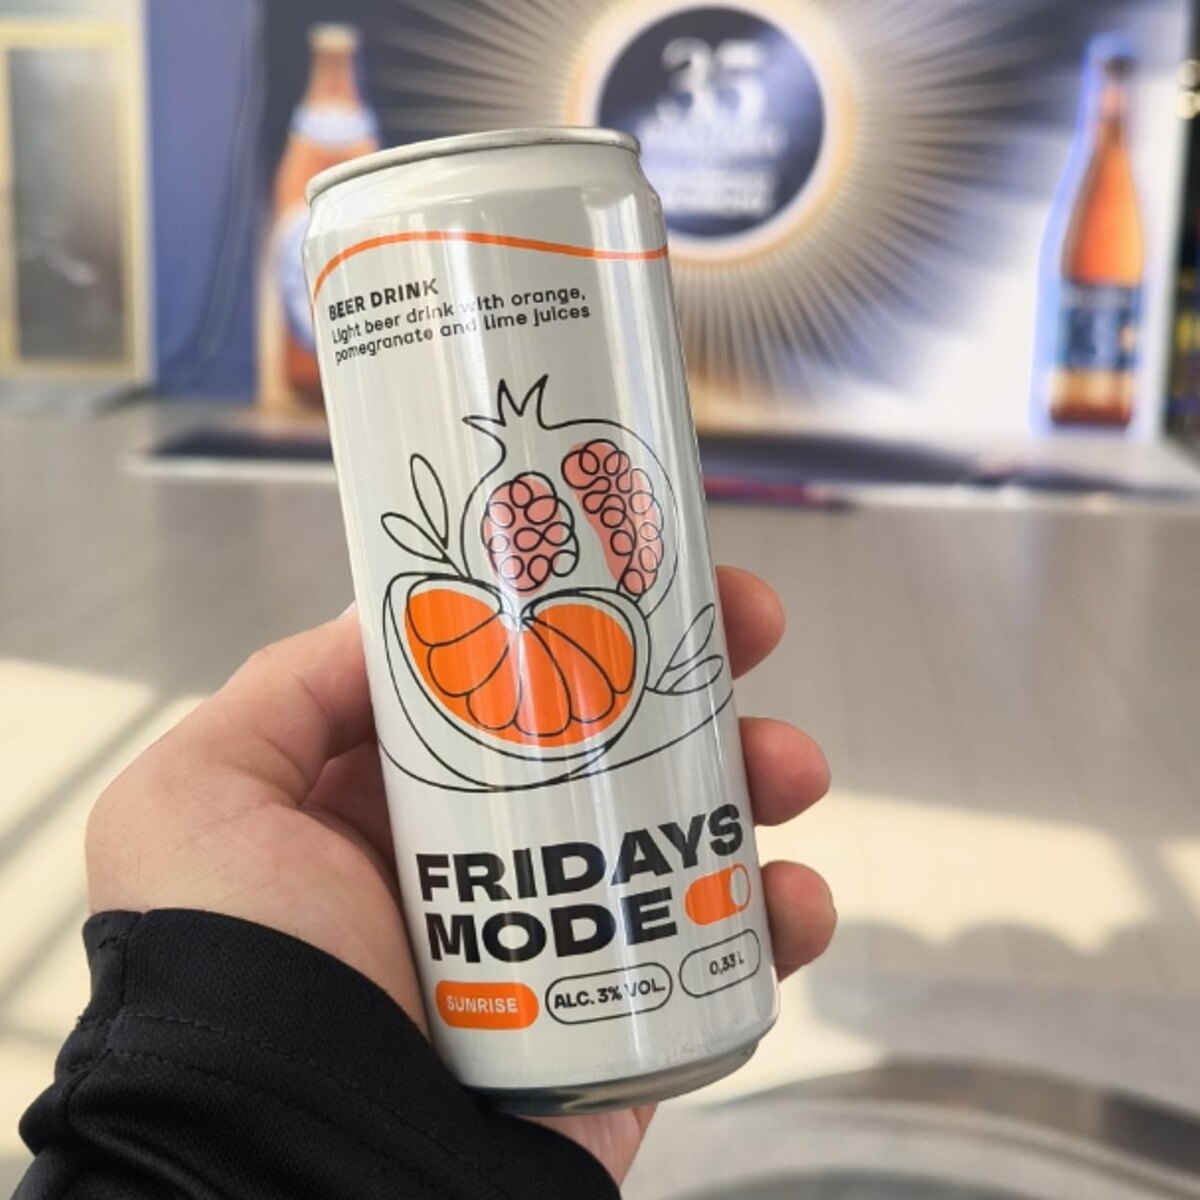 35
BEER DRINK
Light beer drink with orange,
pomegranate and lime juices
FRIDAYS
MODE
SUNRISE
ALC. 3% VOL.
0,33 L